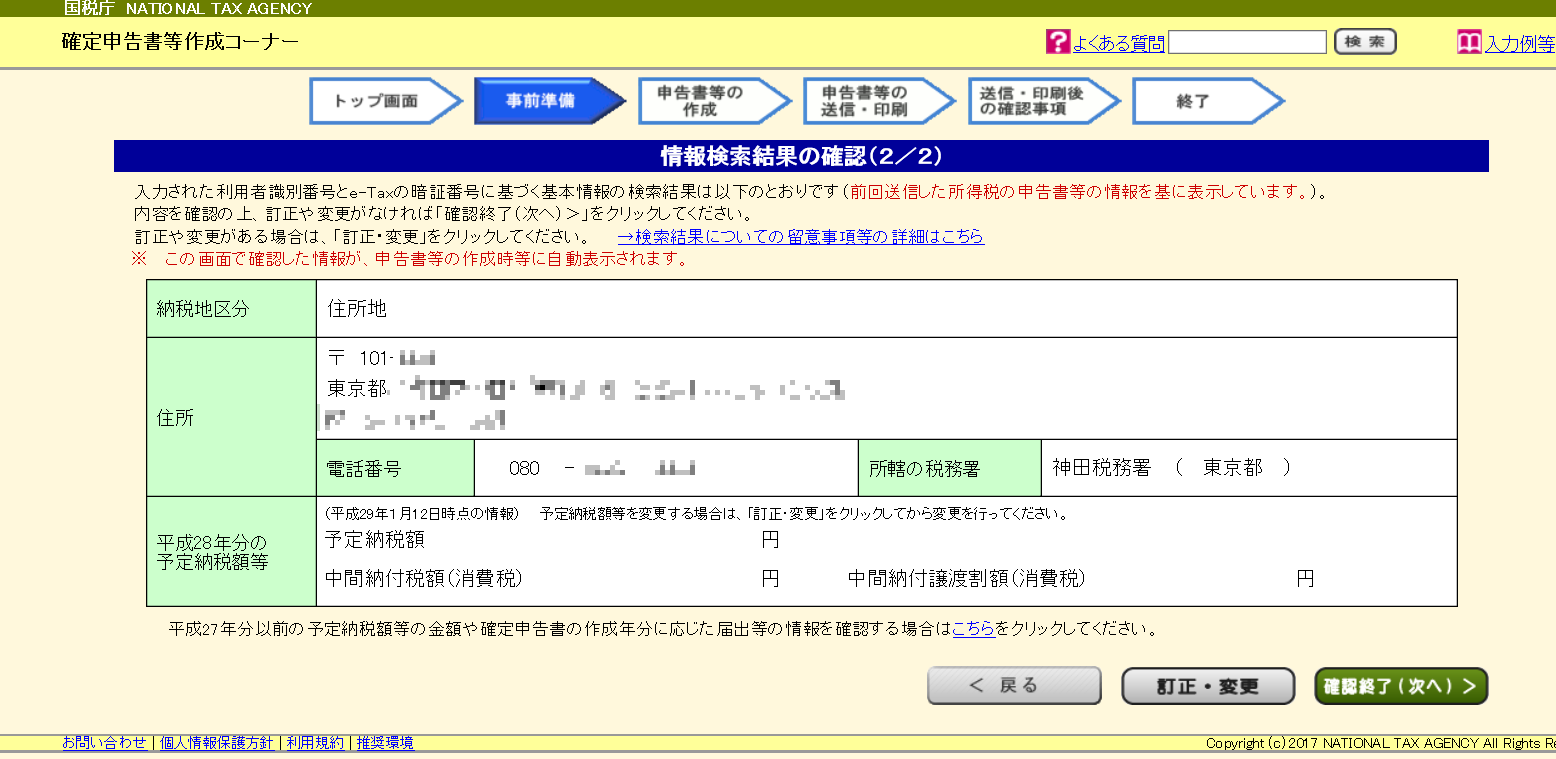 国税庁 NATIONAL TAX AGENCY
確定申告書等作成コーナー
よくある質問
検 索
入力例等
トップ画面
事前準備
申告書等の
作成
申告書等の
送信・印刷
送信・印刷後
の確認事項
終了
情報検索結果の確認(2/2)
入力された利用者識別番号とe-Taxの暗証番号に基づく基本情報の検索結果は以下のとおりです(前回送信した所得税の申告書等の情報を基に表示しています。)。
内容を確認の上、訂正や変更がなければ「確認終了(次へ)>」をクリックしてください。
訂正や変更がある場合は、「訂正・変更」をクリックしてください。 →検索結果についての留意事項等の詳細はこちら
※ この画面で確認した情報が、申告書等の作成時等に自動表示されます。
納税地区分 住所地
住所
〒 101-
東京都
電話番号 080 - 所轄の税務署 神田税務署 ( 東京都 )
平成28年分の
予定納税額等
(平成29年1月12日時点の情報) 予定納税額等を変更する場合は、「訂正・変更」をクリックしてから変更を行ってください。
予定納税額 円
中間納付税額(消費税) 円 中間納付譲渡割額(消費税) 円
平成27年分以前の予定納税額等の金額や確定申告書の作成年分に応じた届出等の情報を確認する場合はこちらをクリックしてください。
< 戻る
訂正・変更
確認終了(次へ) >
お問い合わせ | 個人情報保護方針 | 利用規約 | 推奨環境
Copyright (c) 2017 NATIONAL TAX AGENCY All Rights Re